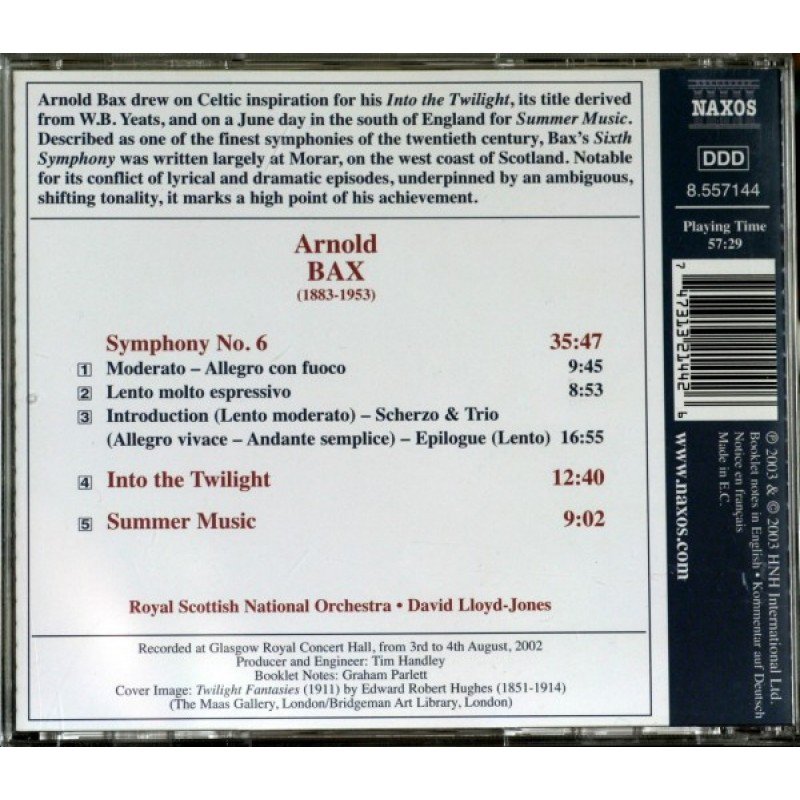 Arnold Bax drew on Celtic inspiration for his Into the Twilight, its title derived
from W.B. Yeats, and on a June day in the south of England for Summer Music.
Described as one of the finest symphonies of the twentieth century, Bax's Sixth
Symphony was written largely at Morar, on the west coast of Scotland. Notable
for its conflict of lyrical and dramatic episodes, underpinned by an ambiguous,
shifting tonality, it marks a high point of his achievement.
Arnold
BAX
(1883-1953)
Symphony No. 6 35:47
1 Moderato – Allegro con fuoco 9:45
2 Lento molto espressivo 8:53
3 Introduction (Lento moderato) – Scherzo & Trio
(Allegro vivace – Andante semplice) – Epilogue (Lento) 16:55
4 Into the Twilight 12:40
5 Summer Music 9:02
Royal Scottish National Orchestra • David Lloyd-Jones
Recorded at Glasgow Royal Concert Hall, from 3rd to 4th August, 2002
Producer and Engineer: Tim Handley
Booklet Notes: Graham Parlett
Cover Image: Twilight Fantasies (1911) by Edward Robert Hughes (1851-1914)
(The Maas Gallery, London/Bridgeman Art Library, London)
NAXOS
DDD
8.557144
Playing Time
57:29
7 47313 21442 6
www.naxos.com
℗ 2003 & © 2003 HNH International Ltd.
Booklet notes in English • Kommentar auf Deutsch
Notice en français
Made in E.C.